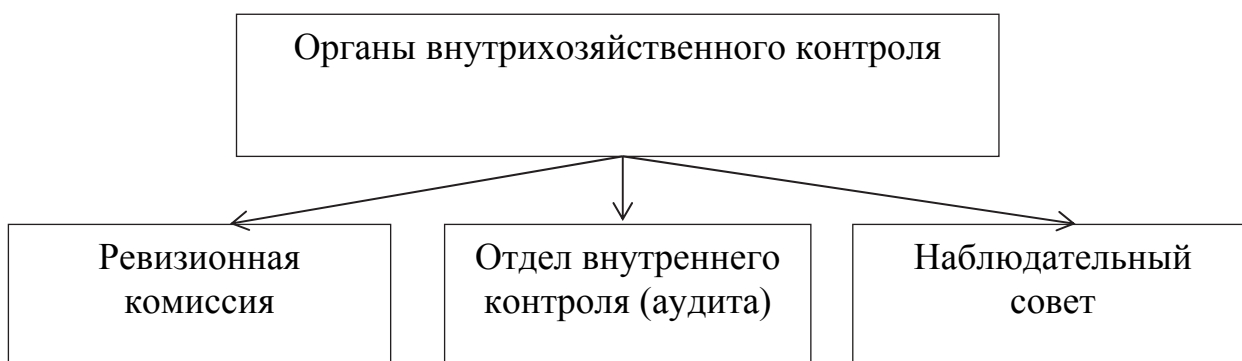 Органы внутрихозяйственного контроля
Ревизионная
комиссия
Отдел внутреннего
контроля (аудита)
Наблюдательный
совет